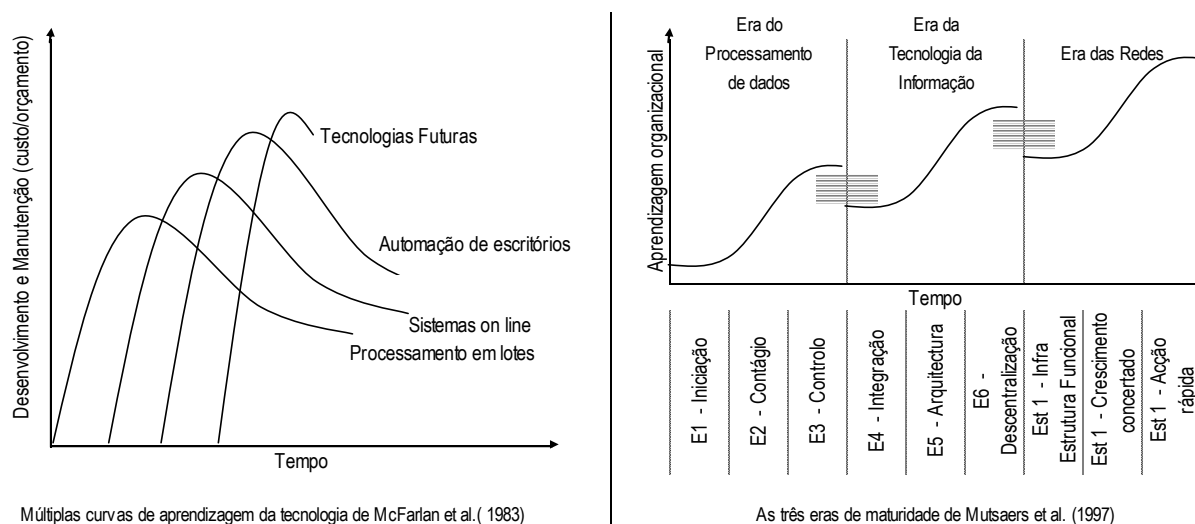 Desenvolvimento e Manutenção (custo/orçamento)
Tecnologias Futuras
Automação de escritórios
Sistemas on line
Processamento em lotes
Tempo
Múltiplas curvas de aprendizagem da tecnologia de McFarlan et al.( 1983)
Era do
Processamento
de dados
Era da
Tecnologia da
Informação
Era das Redes
Aprendizagem organizacional
Tempo
E1 - Iniciação
E2 - Contágio
E3 - Controlo
E4 - Integração
E5 - Arquitectura
E6 -
Descentralização
Est 1 - Infra
Estrutura Funcional
Est 1 - Crescimento
concertado
Est 1 - Acção
rápida
As três eras de maturidade de Mutsaers et al. (1997)